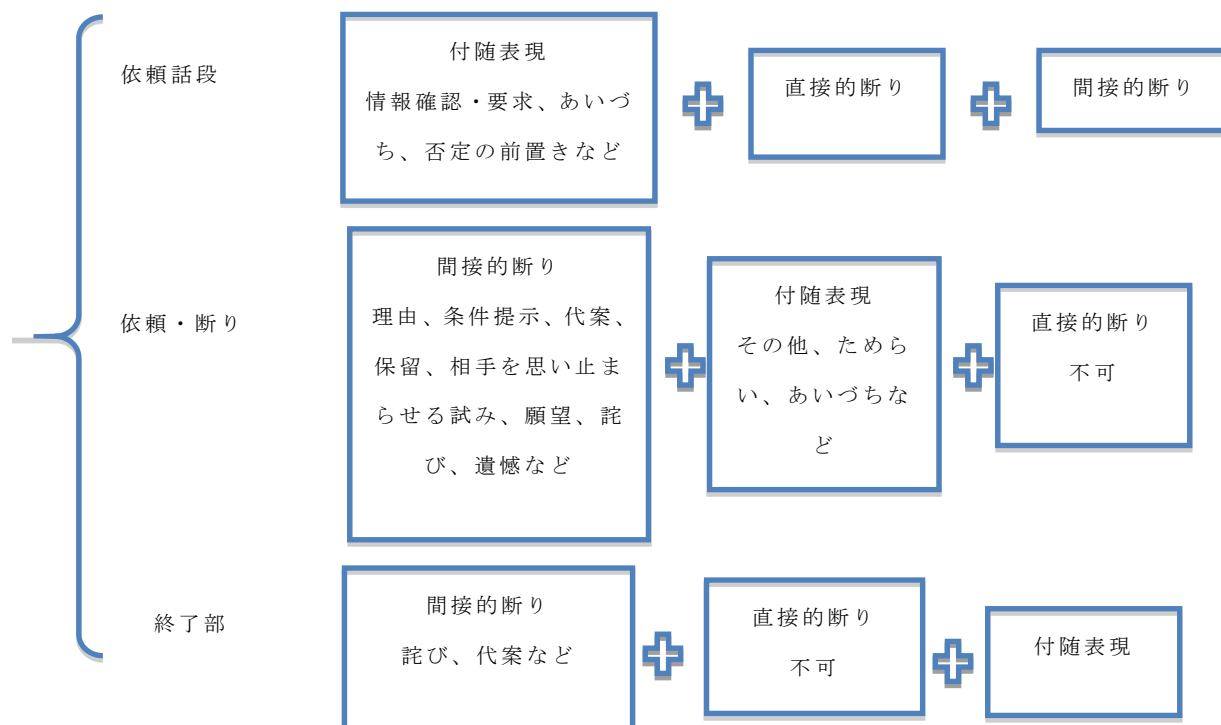 依頼話段
付随表現
情報確認・要求、あいづ
ち、否定の前置きなど
直接的断り
間接的断り
依頼・断り
間接的断り
理由、条件提示、代案、
保留、相手を思い止ま
らせる試み、願望、詫
び、遺憾など
付随表現
その他、ためら
い、あいづちな
ど
直接的断り
不可
終了部
間接的断り
詫び、代案など
直接的断り
不可
付随表現